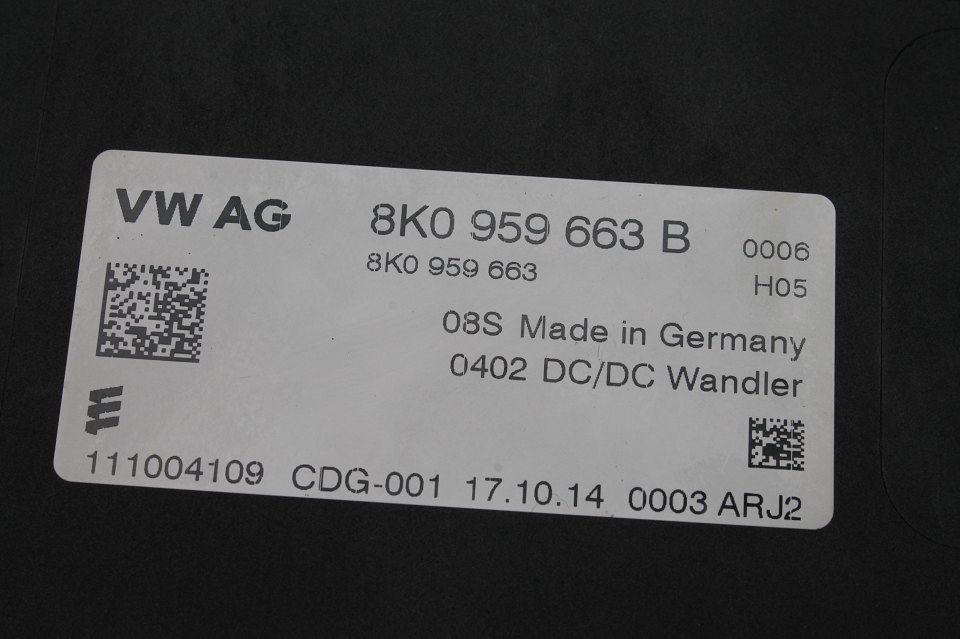 VW AG 8K0 959 663 B 0006
8K0 959 663 H05
08S Made in Germany
0402 DC/DC Wandler
111004109 CDG-001 17.10.14 0003 ARJ2